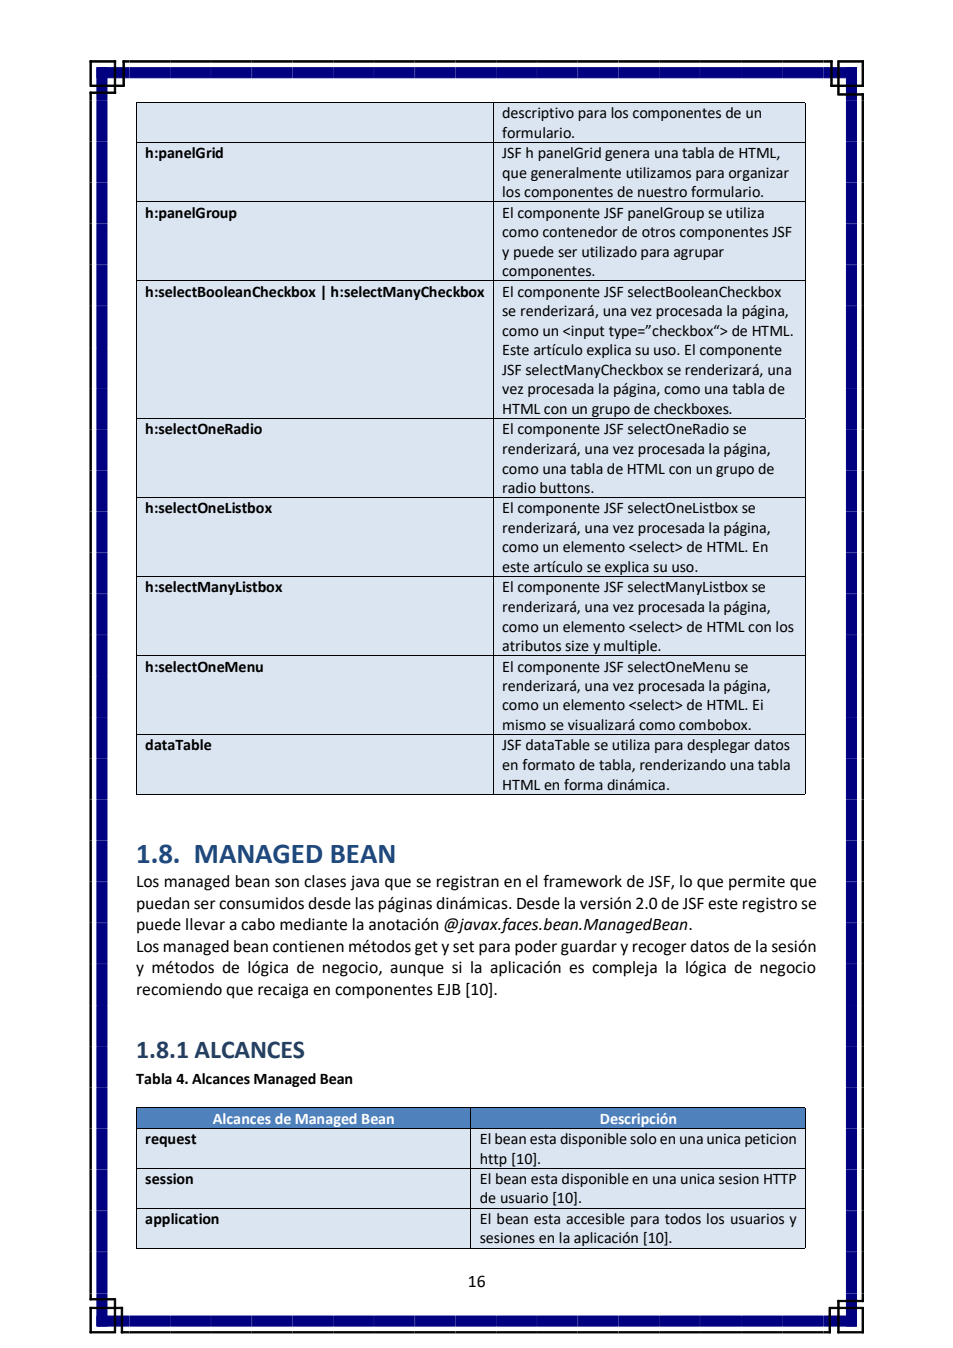 descriptivo para los componentes de un
formulario.
h:panelGrid
JSF h panelGrid genera una tabla de HTML,
que generalmente utilizamos para organizar
los componentes de nuestro formulario.
h:panelGroup
El componente JSF panelGroup se utiliza
como contenedor de otros componentes JSF
y puede ser utilizado para agrupar
componentes.
h:selectBooleanCheckbox | h:selectManyCheckbox
El componente JSF selectBooleanCheckbox
se renderizará, una vez procesada la página,
como un <input type=”checkbox“> de HTML.
Este artículo explica su uso. El componente
JSF selectManyCheckbox se renderizará, una
vez procesada la página, como una tabla de
HTML con un grupo de checkboxes.
h:selectOneRadio
El componente JSF selectOneRadio se
renderizará, una vez procesada la página,
como una tabla de HTML con un grupo de
radio buttons.
h:selectOneListbox
El componente JSF selectOneListbox se
renderizará, una vez procesada la página,
como un elemento <select> de HTML. En
este artículo se explica su uso.
h:selectManyListbox
El componente JSF selectManyListbox se
renderizará, una vez procesada la página,
como un elemento <select> de HTML con los
atributos size y multiple.
h:selectOneMenu
El componente JSF selectOneMenu se
renderizará, una vez procesada la página,
como un elemento <select> de HTML. Ei
mismo se visualizará como combobox.
dataTable
JSF dataTable se utiliza para desplegar datos
en formato de tabla, renderizando una tabla
HTML en forma dinámica.
1.8. MANAGED BEAN
Los managed bean son clases java que se registran en el framework de JSF, lo que permite que
puedan ser consumidos desde las páginas dinámicas. Desde la versión 2.0 de JSF este registro se
puede llevar a cabo mediante la anotación @javax.faces.bean.ManagedBean.
Los managed bean contienen métodos get y set para poder guardar y recoger datos de la sesión
y métodos de lógica de negocio, aunque si la aplicación es compleja la lógica de negocio
recomiendo que recaiga en componentes EJB [10].
1.8.1 ALCANCES
Tabla 4. Alcances Managed Bean
Alcances de Managed Bean
Descripción
request
El bean esta disponible solo en una unica peticion
http [10].
session
El bean esta disponible en una unica sesion HTTP
de usuario [10].
application
El bean esta accesible para todos los usuarios y
sesiones en la aplicación [10].
16